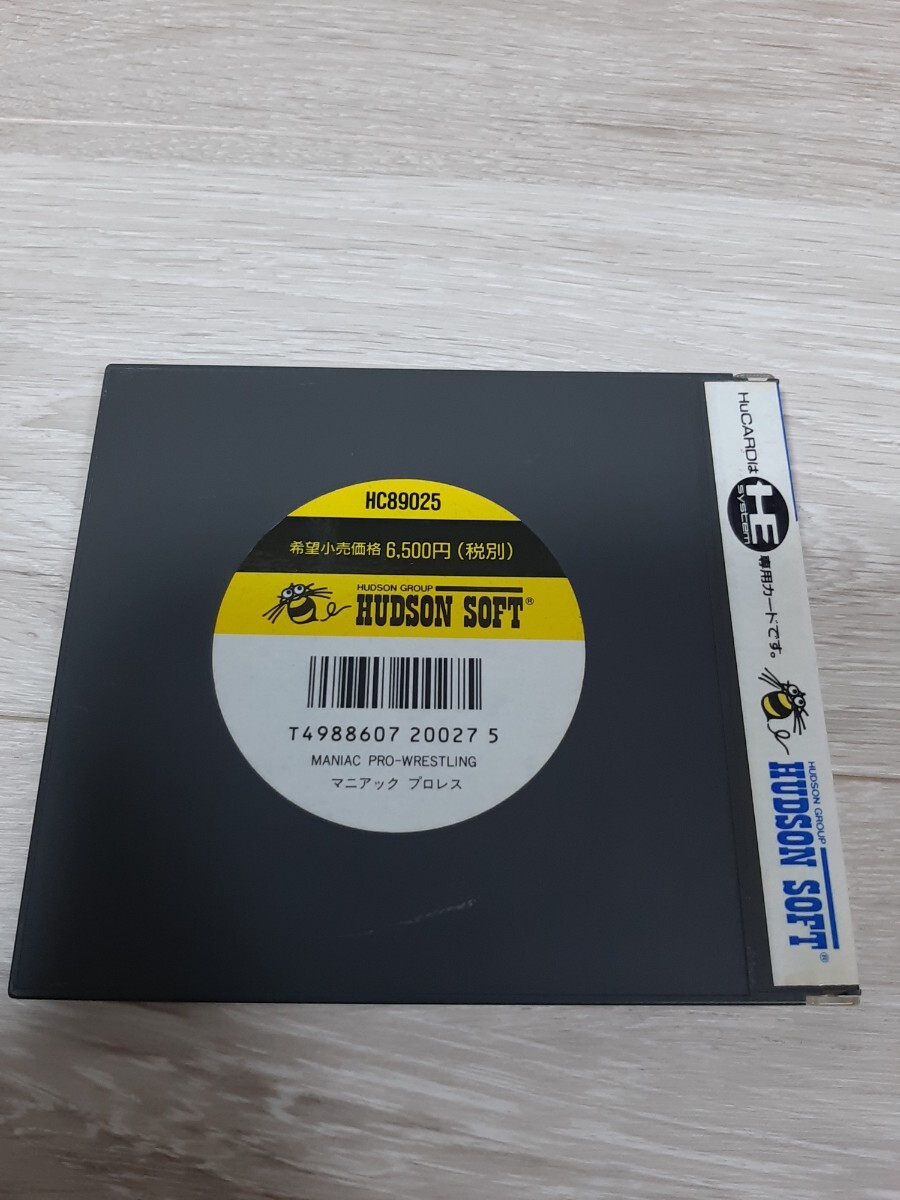 HC89025
希望小売価格 6,500円(税別)
HUDSON GROUP
HUDSON SOFT®
T4988607 20027 5
MANIAC PRO-WRESTLING
マニアック プロレス
HuCARDは HE system 専用カードです。
HUDSON GROUP
HUDSON SOFT®